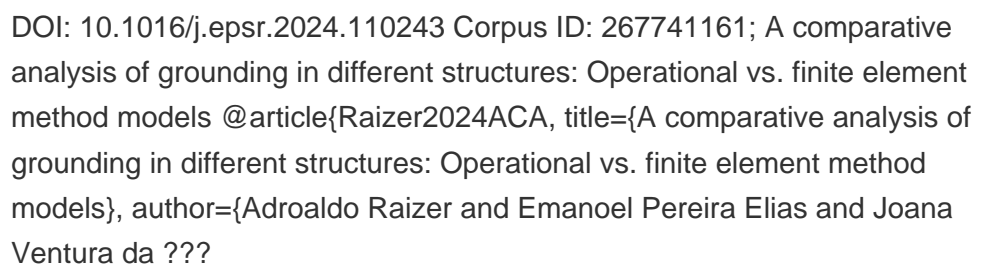 DOI: 10.1016/j.epsr.2024.110243 Corpus ID: 267741161; A comparative
analysis of grounding in different structures: Operational vs. finite element
method models @article{Raizer2024ACA, title={A comparative analysis of
grounding in different structures: Operational vs. finite element method
models}, author={Adroaldo Raizer and Emanoel Pereira Elias and Joana
Ventura da ???